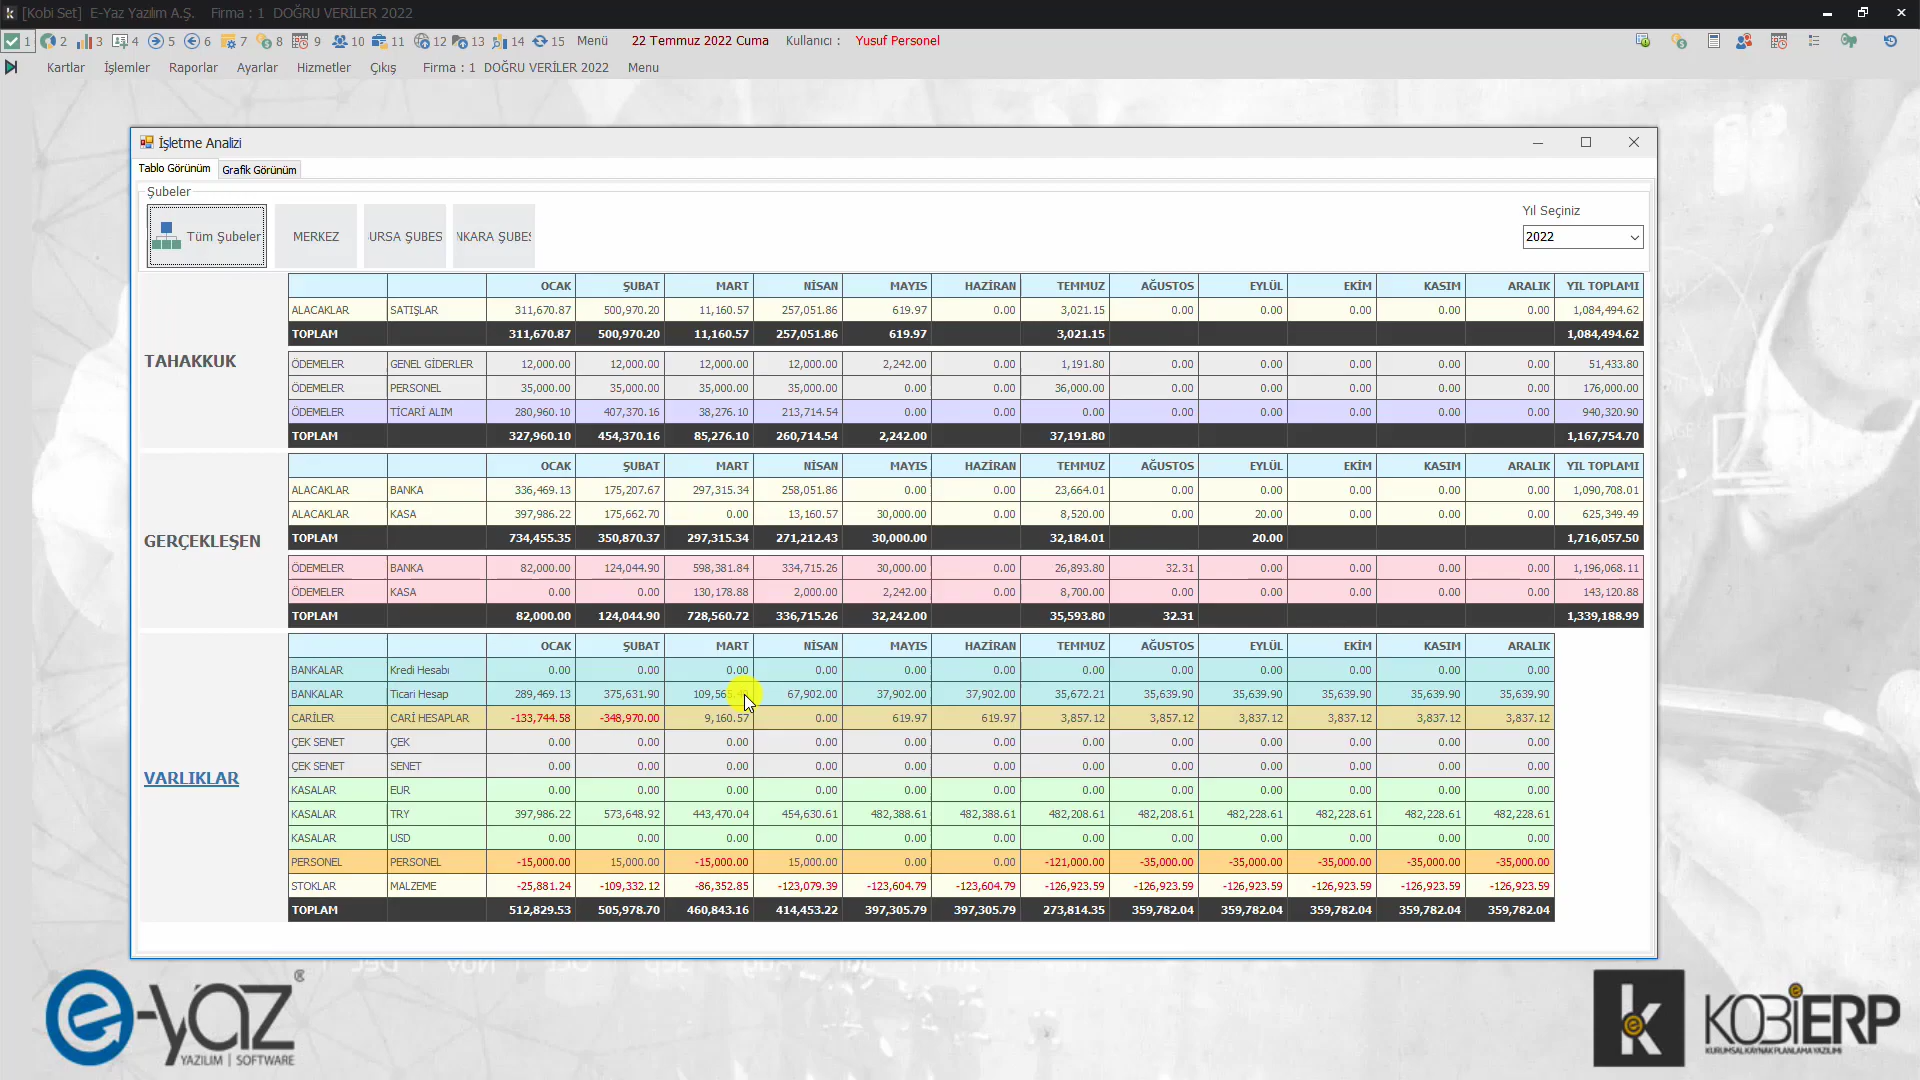 [Kobi Set] E-Yaz Yazılım A.Ş. Firma : 1 DOĞRU VERİLER 2022
1 2 3 4 5 6 7 8 9 10 11 12 13 14 15 Menü 22 Temmuz 2022 Cuma Kullanıcı : Yusuf Personel
Kartlar İşlemler Raporlar Ayarlar Hizmetler Çıkış Firma : 1 DOĞRU VERİLER 2022 Menu
İşletme Analizi
Tablo Görünüm Grafik Görünüm
Şubeler
Yıl Seçiniz
Tüm Şubeler MERKEZ URSA ŞUBES NKARA ŞUBES 2022
OCAK ŞUBAT MART NİSAN MAYIS HAZİRAN TEMMUZ AĞUSTOS EYLÜL EKİM KASIM ARALIK YIL TOPLAMI
ALACAKLAR SATIŞLAR 311,670.87 500,970.20 11,160.57 257,051.86 619.97 0.00 3,021.15 0.00 0.00 0.00 0.00 0.00 1,084,494.62
TOPLAM 311,670.87 500,970.20 11,160.57 257,051.86 619.97 3,021.15 1,084,494.62
TAHAKKUK
ÖDEMELER GENEL GİDERLER 12,000.00 12,000.00 12,000.00 12,000.00 2,242.00 0.00 1,191.80 0.00 0.00 0.00 0.00 0.00 51,433.80
ÖDEMELER PERSONEL 35,000.00 35,000.00 35,000.00 35,000.00 0.00 0.00 36,000.00 0.00 0.00 0.00 0.00 0.00 176,000.00
ÖDEMELER TİCARİ ALIM 280,960.10 407,370.16 38,276.10 213,714.54 0.00 0.00 0.00 0.00 0.00 0.00 0.00 0.00 940,320.90
TOPLAM 327,960.10 454,370.16 85,276.10 260,714.54 2,242.00 37,191.80 1,167,754.70
OCAK ŞUBAT MART NİSAN MAYIS HAZİRAN TEMMUZ AĞUSTOS EYLÜL EKİM KASIM ARALIK YIL TOPLAMI
ALACAKLAR BANKA 336,469.13 175,207.67 297,315.34 258,051.86 0.00 0.00 23,664.01 0.00 0.00 0.00 0.00 0.00 1,090,708.01
ALACAKLAR KASA 397,986.22 175,662.70 0.00 13,160.57 30,000.00 0.00 8,520.00 0.00 20.00 0.00 0.00 0.00 625,349.49
TOPLAM 734,455.35 350,870.37 297,315.34 271,212.43 30,000.00 32,184.01 20.00 1,716,057.50
GERÇEKLEŞEN
ÖDEMELER BANKA 82,000.00 124,044.90 598,381.84 334,715.26 30,000.00 0.00 26,893.80 32.31 0.00 0.00 0.00 0.00 1,196,068.11
ÖDEMELER KASA 0.00 0.00 130,178.88 2,000.00 2,242.00 0.00 8,700.00 0.00 0.00 0.00 0.00 0.00 143,120.88
TOPLAM 82,000.00 124,044.90 728,560.72 336,715.26 32,242.00 35,593.80 32.31 1,339,188.99
OCAK ŞUBAT MART NİSAN MAYIS HAZİRAN TEMMUZ AĞUSTOS EYLÜL EKİM KASIM ARALIK
BANKALAR Kredi Hesabı 0.00 0.00 0.00 0.00 0.00 0.00 0.00 0.00 0.00 0.00 0.00 0.00
BANKALAR Ticari Hesap 289,469.13 375,631.90 67,902.00 37,902.00 37,902.00 35,672.21 35,639.90 35,639.90 35,639.90 35,639.90 35,639.90
CARİLER CARİ HESAPLAR -133,744.58 -348,970.00 9,160.57 0.00 619.97 619.97 3,857.12 3,857.12 3,837.12 3,837.12 3,837.12 3,837.12
ÇEK SENET ÇEK 0.00 0.00 0.00 0.00 0.00 0.00 0.00 0.00 0.00 0.00 0.00 0.00
ÇEK SENET SENET 0.00 0.00 0.00 0.00 0.00 0.00 0.00 0.00 0.00 0.00 0.00 0.00
VARLIKLAR
KASALAR EUR 0.00 0.00 0.00 0.00 0.00 0.00 0.00 0.00 0.00 0.00 0.00 0.00
KASALAR TRY 397,986.22 573,648.92 443,470.04 454,630.61 482,388.61 482,388.61 482,208.61 482,208.61 482,228.61 482,228.61 482,228.61 482,228.61
KASALAR USD 0.00 0.00 0.00 0.00 0.00 0.00 0.00 0.00 0.00 0.00 0.00 0.00
PERSONEL PERSONEL -15,000.00 15,000.00 -15,000.00 15,000.00 0.00 0.00 -121,000.00 -35,000.00 -35,000.00 -35,000.00 -35,000.00 -35,000.00
STOKLAR MALZEME -25,881.24 -109,332.12 -86,352.85 -123,079.39 -123,604.79 -123,604.79 -126,923.59 -126,923.59 -126,923.59 -126,923.59 -126,923.59 -126,923.59
TOPLAM 512,829.53 505,978.70 460,843.16 414,453.22 397,305.79 397,305.79 273,814.35 359,782.04 359,782.04 359,782.04 359,782.04 359,782.04
e-yaz ®
YAZILIM | SOFTWARE
k KOBİERP
KURUMSAL KAYNAK PLANLAMA YAZILIMI